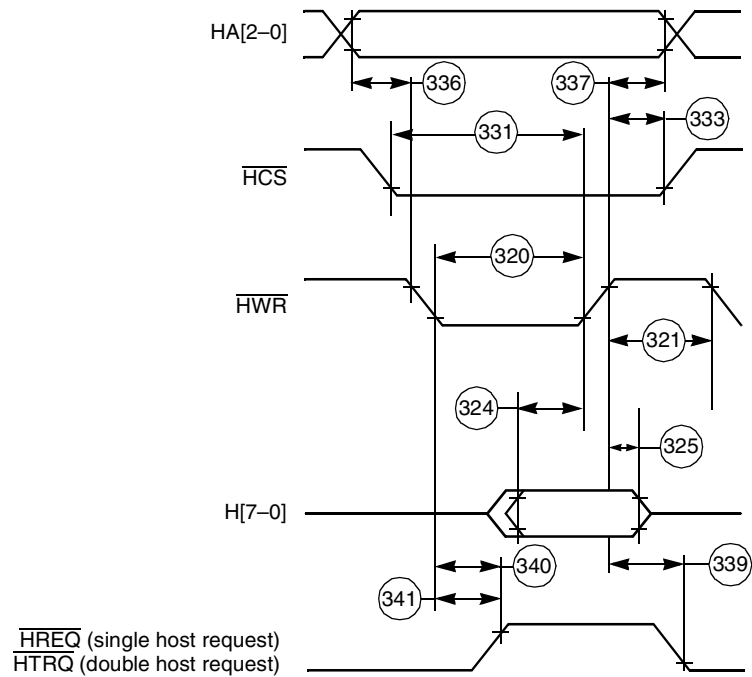 HA[2–0]
336
337
333
331
HCS
320
HWR
321
324
325
H[7–0]
340
339
341
HREQ (single host request)
HTRQ (double host request)